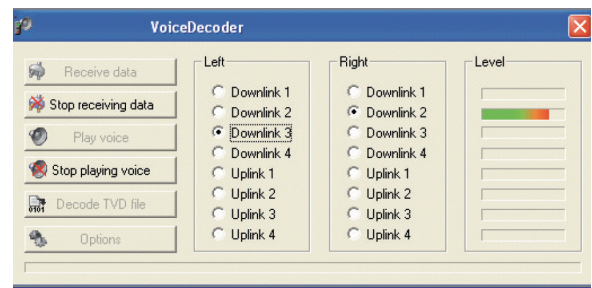 VoiceDecoder
Receive data
Stop receiving data
Play voice
Stop playing voice
Decode TVD file
Options
Left
Downlink 1
Downlink 2
Downlink 3
Downlink 4
Uplink 1
Uplink 2
Uplink 3
Uplink 4
Right
Downlink 1
Downlink 2
Downlink 3
Downlink 4
Uplink 1
Uplink 2
Uplink 3
Uplink 4
Level